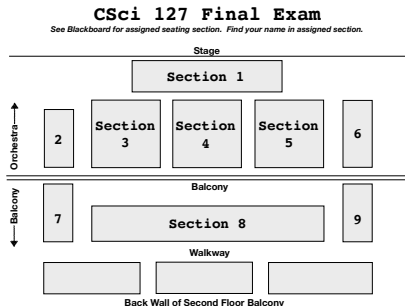 CSci 127 Final Exam
See Blackboard for assigned seating section. Find your name in assigned section.
Stage
Section 1
Orchestra
2
Section
3
Section
4
Section
5
6
Balcony
Balcony
7
Section 8
9
Walkway
Back Wall of Second Floor Balcony